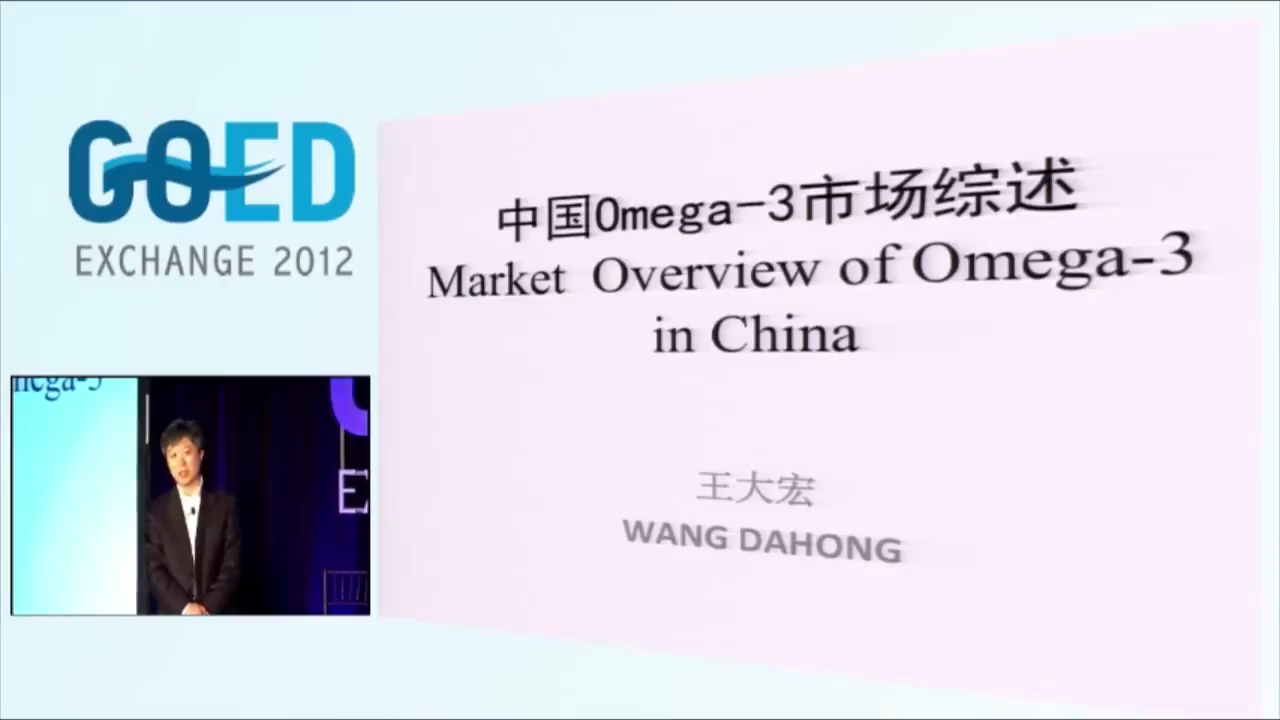 GOED
EXCHANGE 2012
中国Omega-3市场综述
Market Overview of Omega-3
in China
王大宏
WANG DAHONG